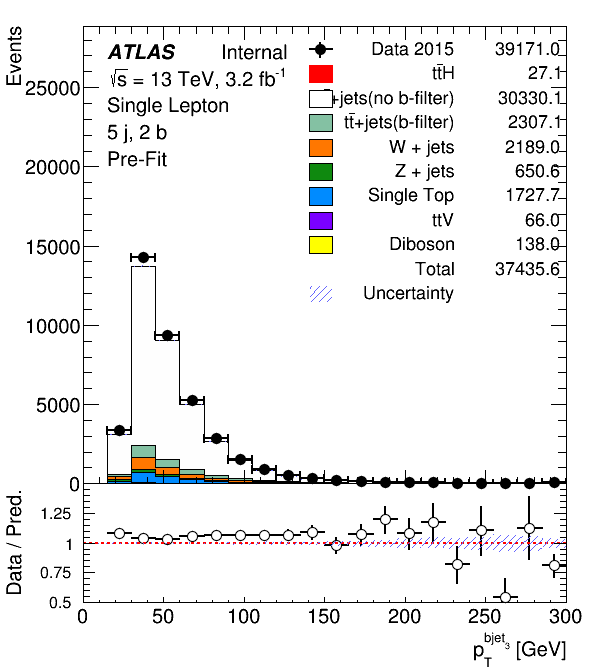 Events
ATLAS Internal
√s = 13 TeV, 3.2 fb⁻¹
Single Lepton
5 j, 2 b
Pre-Fit
Data 2015 39171.0
tt̄H 27.1
+jets(no b-filter) 30330.1
tt̄+jets(b-filter) 2307.1
W + jets 2189.0
Z + jets 650.6
Single Top 1727.7
ttV 66.0
Diboson 138.0
Total 37435.6
Uncertainty
25000
20000
15000
10000
5000
0
Data / Pred.
1.25
1
0.75
0.5
0 50 100 150 200 250 300
p_T^bjet₃ [GeV]